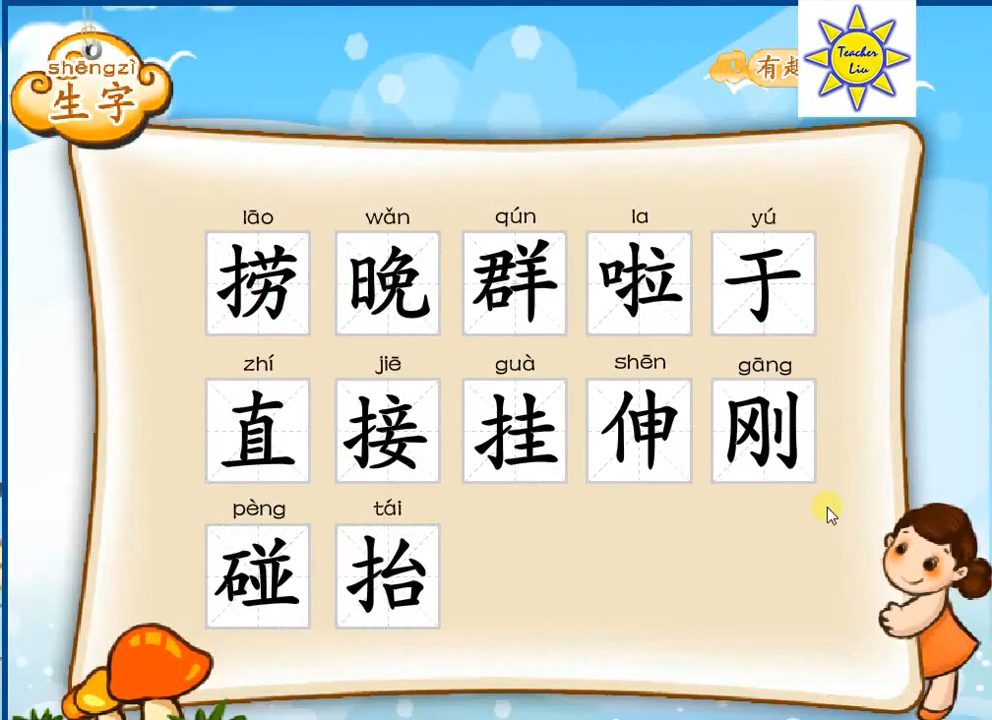 shēngzì
生字
有趣
Teacher
Liu
lāo wǎn qún la yú
捞 晚 群 啦 于
zhí jiē guà shēn gāng
直 接 挂 伸 刚
pèng tái
碰 抬